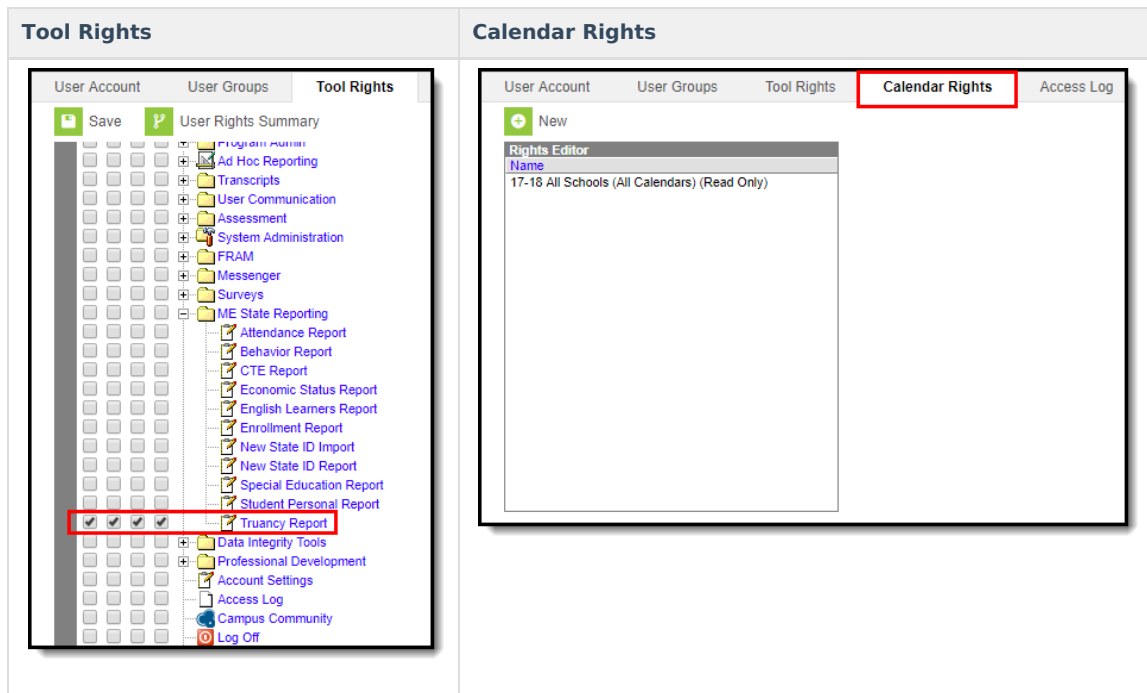 Tool Rights
User Account User Groups Tool Rights
Save User Rights Summary
Program Admin
Ad Hoc Reporting
Transcripts
User Communication
Assessment
System Administration
FRAM
Messenger
Surveys
ME State Reporting
Attendance Report
Behavior Report
CTE Report
Economic Status Report
English Learners Report
Enrollment Report
New State ID Import
New State ID Report
Special Education Report
Student Personal Report
Truancy Report
Data Integrity Tools
Professional Development
Account Settings
Access Log
Campus Community
Log Off
Calendar Rights
User Account User Groups Tool Rights Calendar Rights Access Log
New
Rights Editor
Name
17-18 All Schools (All Calendars) (Read Only)